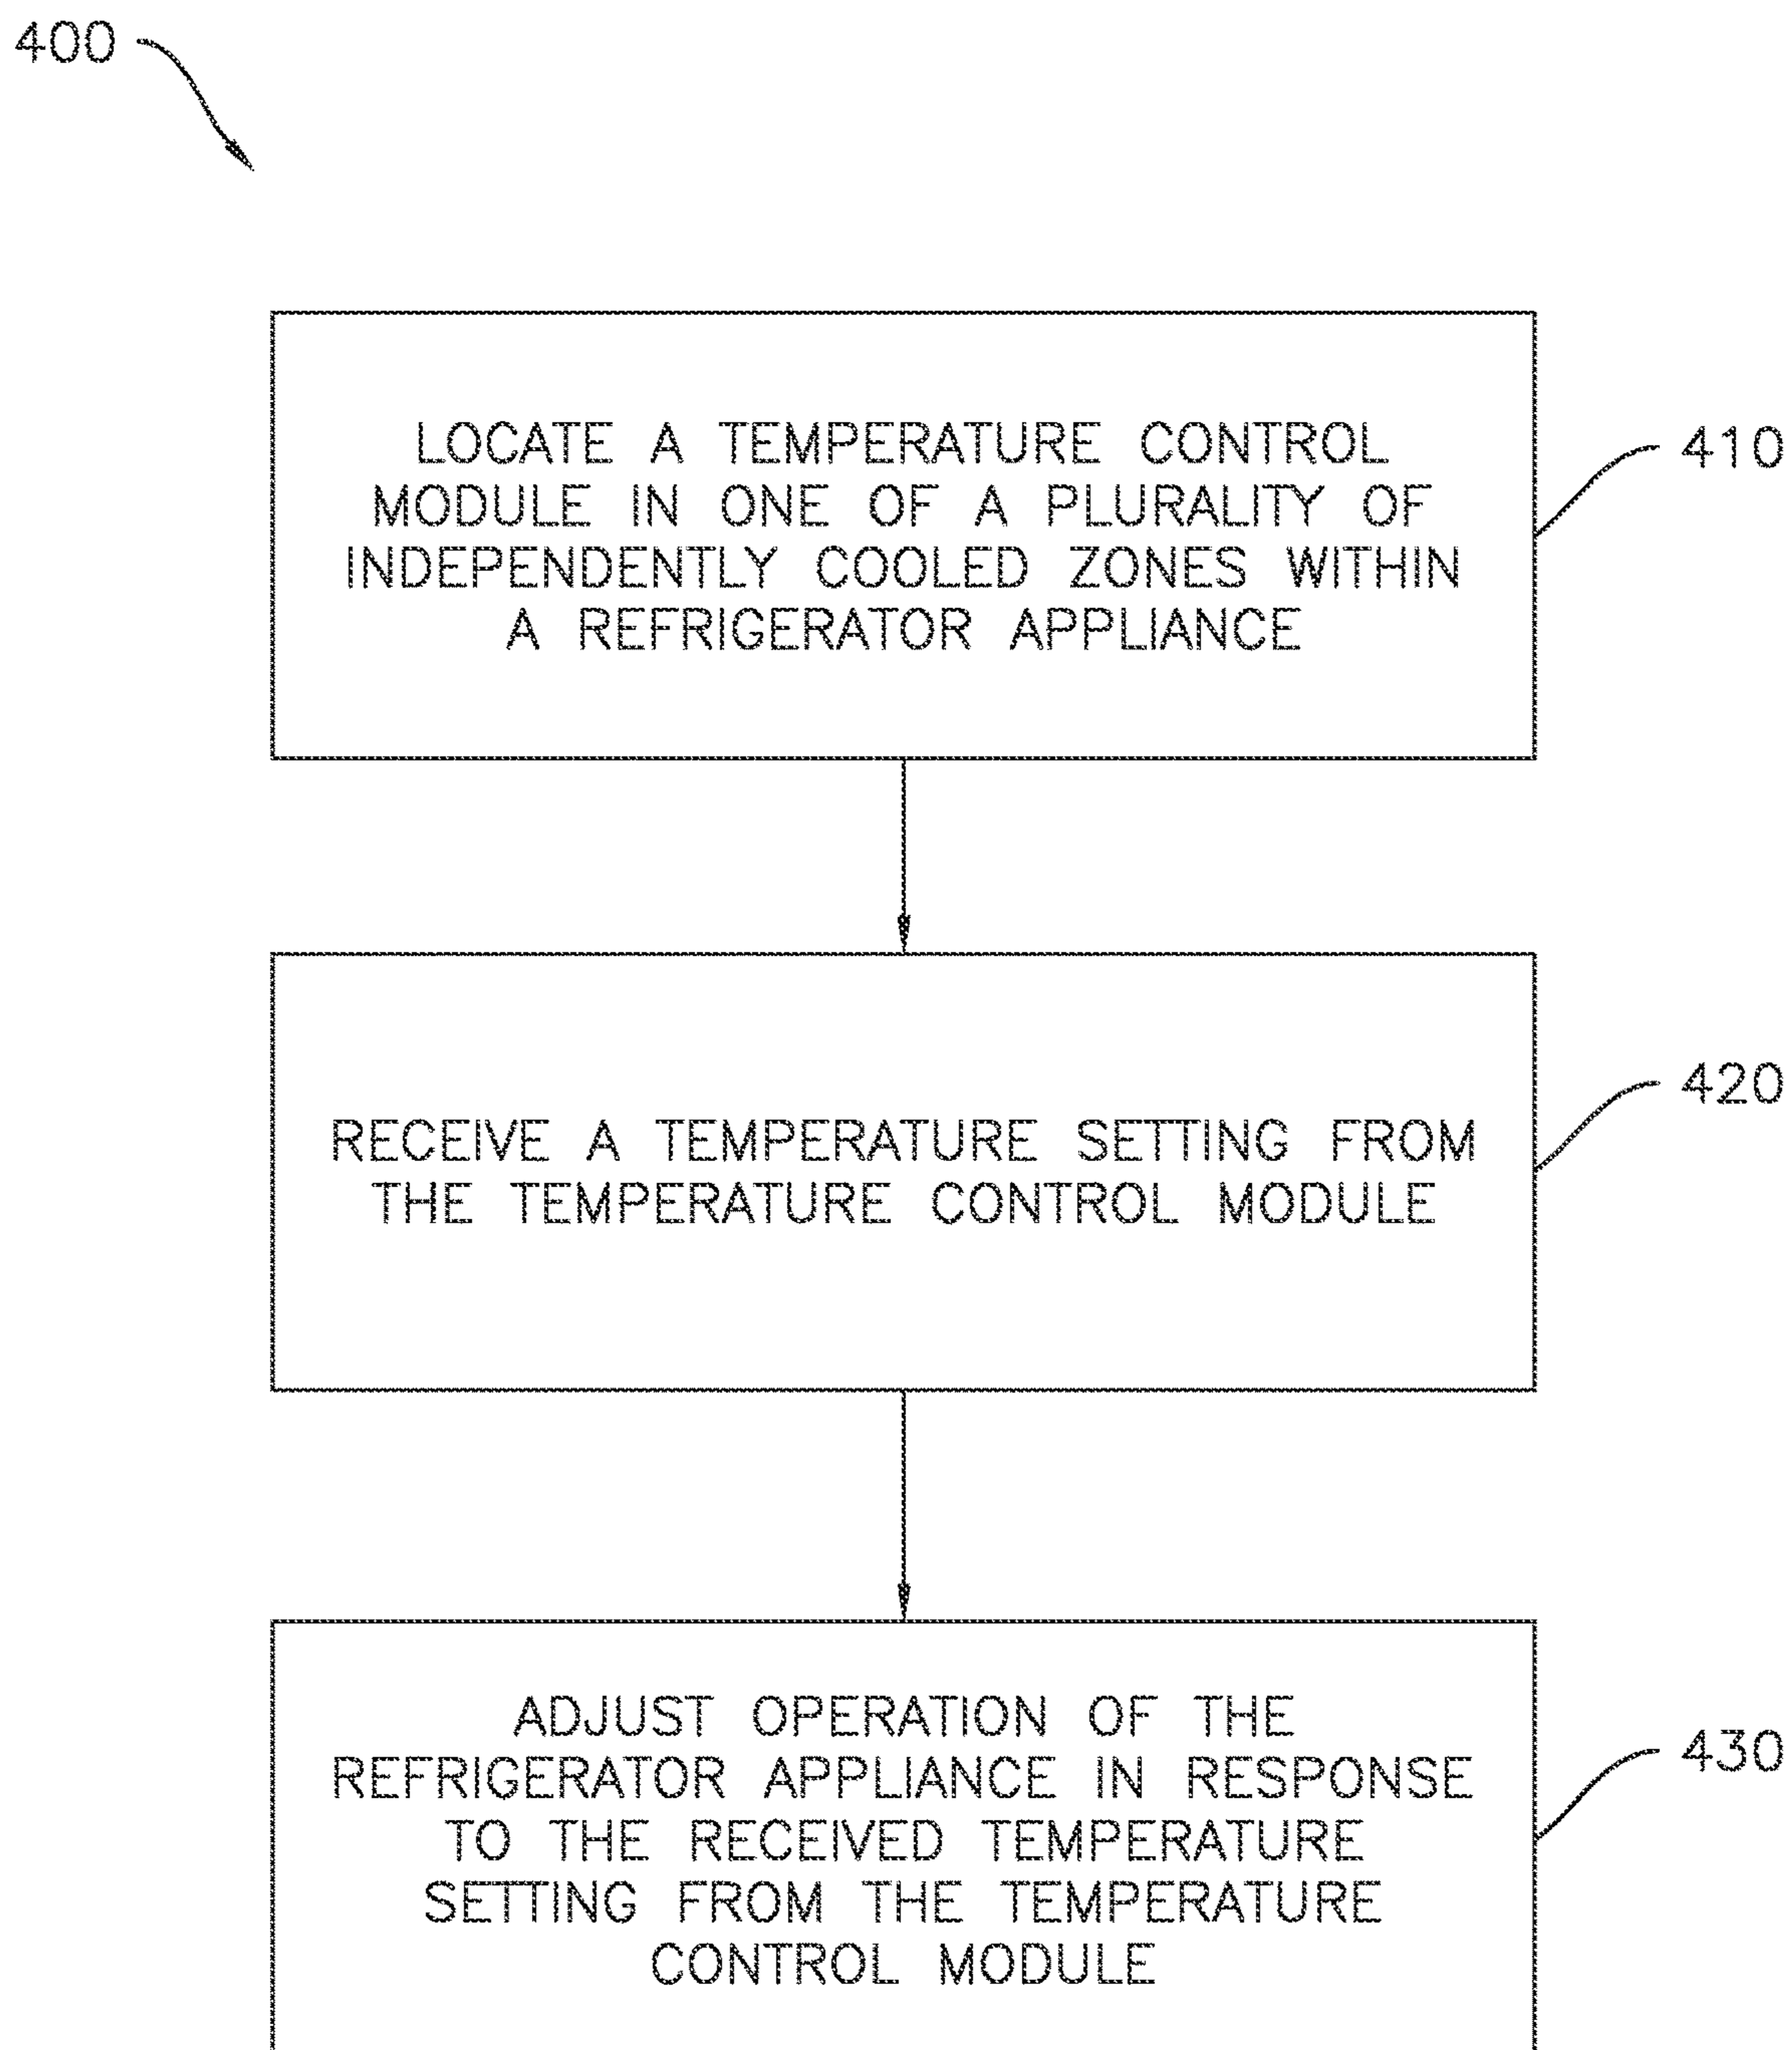 400
LOCATE A TEMPERATURE CONTROL
MODULE IN ONE OF A PLURALITY OF
INDEPENDENTLY COOLED ZONES WITHIN
A REFRIGERATOR APPLIANCE
410
RECEIVE A TEMPERATURE SETTING FROM
THE TEMPERATURE CONTROL MODULE
420
ADJUST OPERATION OF THE
REFRIGERATOR APPLIANCE IN RESPONSE
TO THE RECEIVED TEMPERATURE
SETTING FROM THE TEMPERATURE
CONTROL MODULE
430